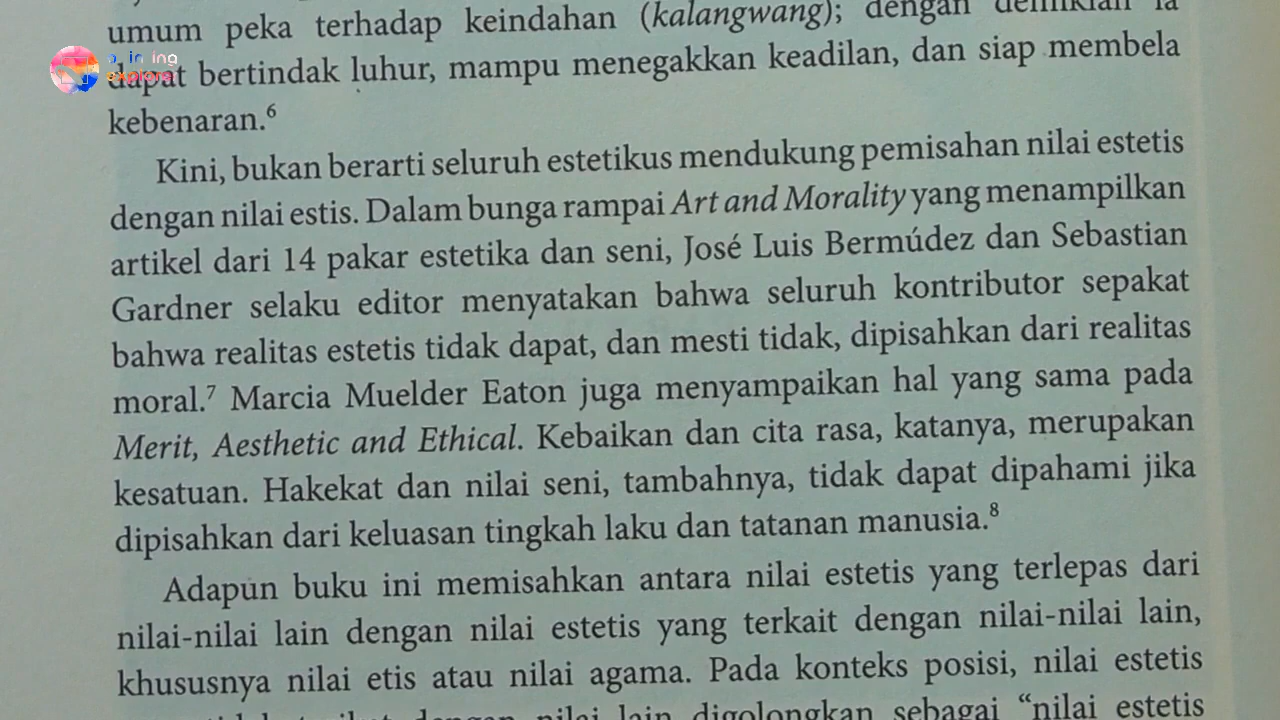 umum peka terhadap keindahan (kalangwang); dengan demikian ia
dapat bertindak luhur, mampu menegakkan keadilan, dan siap membela
kebenaran.⁶
Kini, bukan berarti seluruh estetikus mendukung pemisahan nilai estetis
dengan nilai estis. Dalam bunga rampai Art and Morality yang menampilkan
artikel dari 14 pakar estetika dan seni, José Luis Bermúdez dan Sebastian
Gardner selaku editor menyatakan bahwa seluruh kontributor sepakat
bahwa realitas estetis tidak dapat, dan mesti tidak, dipisahkan dari realitas
moral.⁷ Marcia Muelder Eaton juga menyampaikan hal yang sama pada
Merit, Aesthetic and Ethical. Kebaikan dan cita rasa, katanya, merupakan
kesatuan. Hakekat dan nilai seni, tambahnya, tidak dapat dipahami jika
dipisahkan dari keluasan tingkah laku dan tatanan manusia.⁸
Adapun buku ini memisahkan antara nilai estetis yang terlepas dari
nilai-nilai lain dengan nilai estetis yang terkait dengan nilai-nilai lain,
khususnya nilai etis atau nilai agama. Pada konteks posisi, nilai estetis
dengan nilai lain digolongkan sebagai “nilai estetis